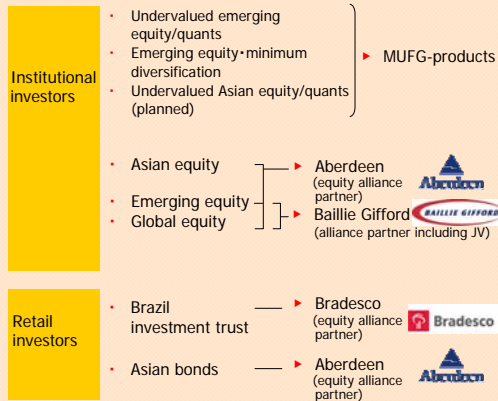 Institutional
investors
· Undervalued emerging
equity/quants
· Emerging equity・minimum
diversification
· Undervalued Asian equity/quants
(planned)
► MUFG-products
· Asian equity
· Emerging equity
· Global equity
► Aberdeen
(equity alliance
partner)
Aberdeen
► Baillie Gifford
(alliance partner including JV)
BAILLIE GIFFORD
Retail
investors
· Brazil
investment trust
► Bradesco
(equity alliance
partner)
Bradesco
· Asian bonds
► Aberdeen
(equity alliance
partner)
Aberdeen